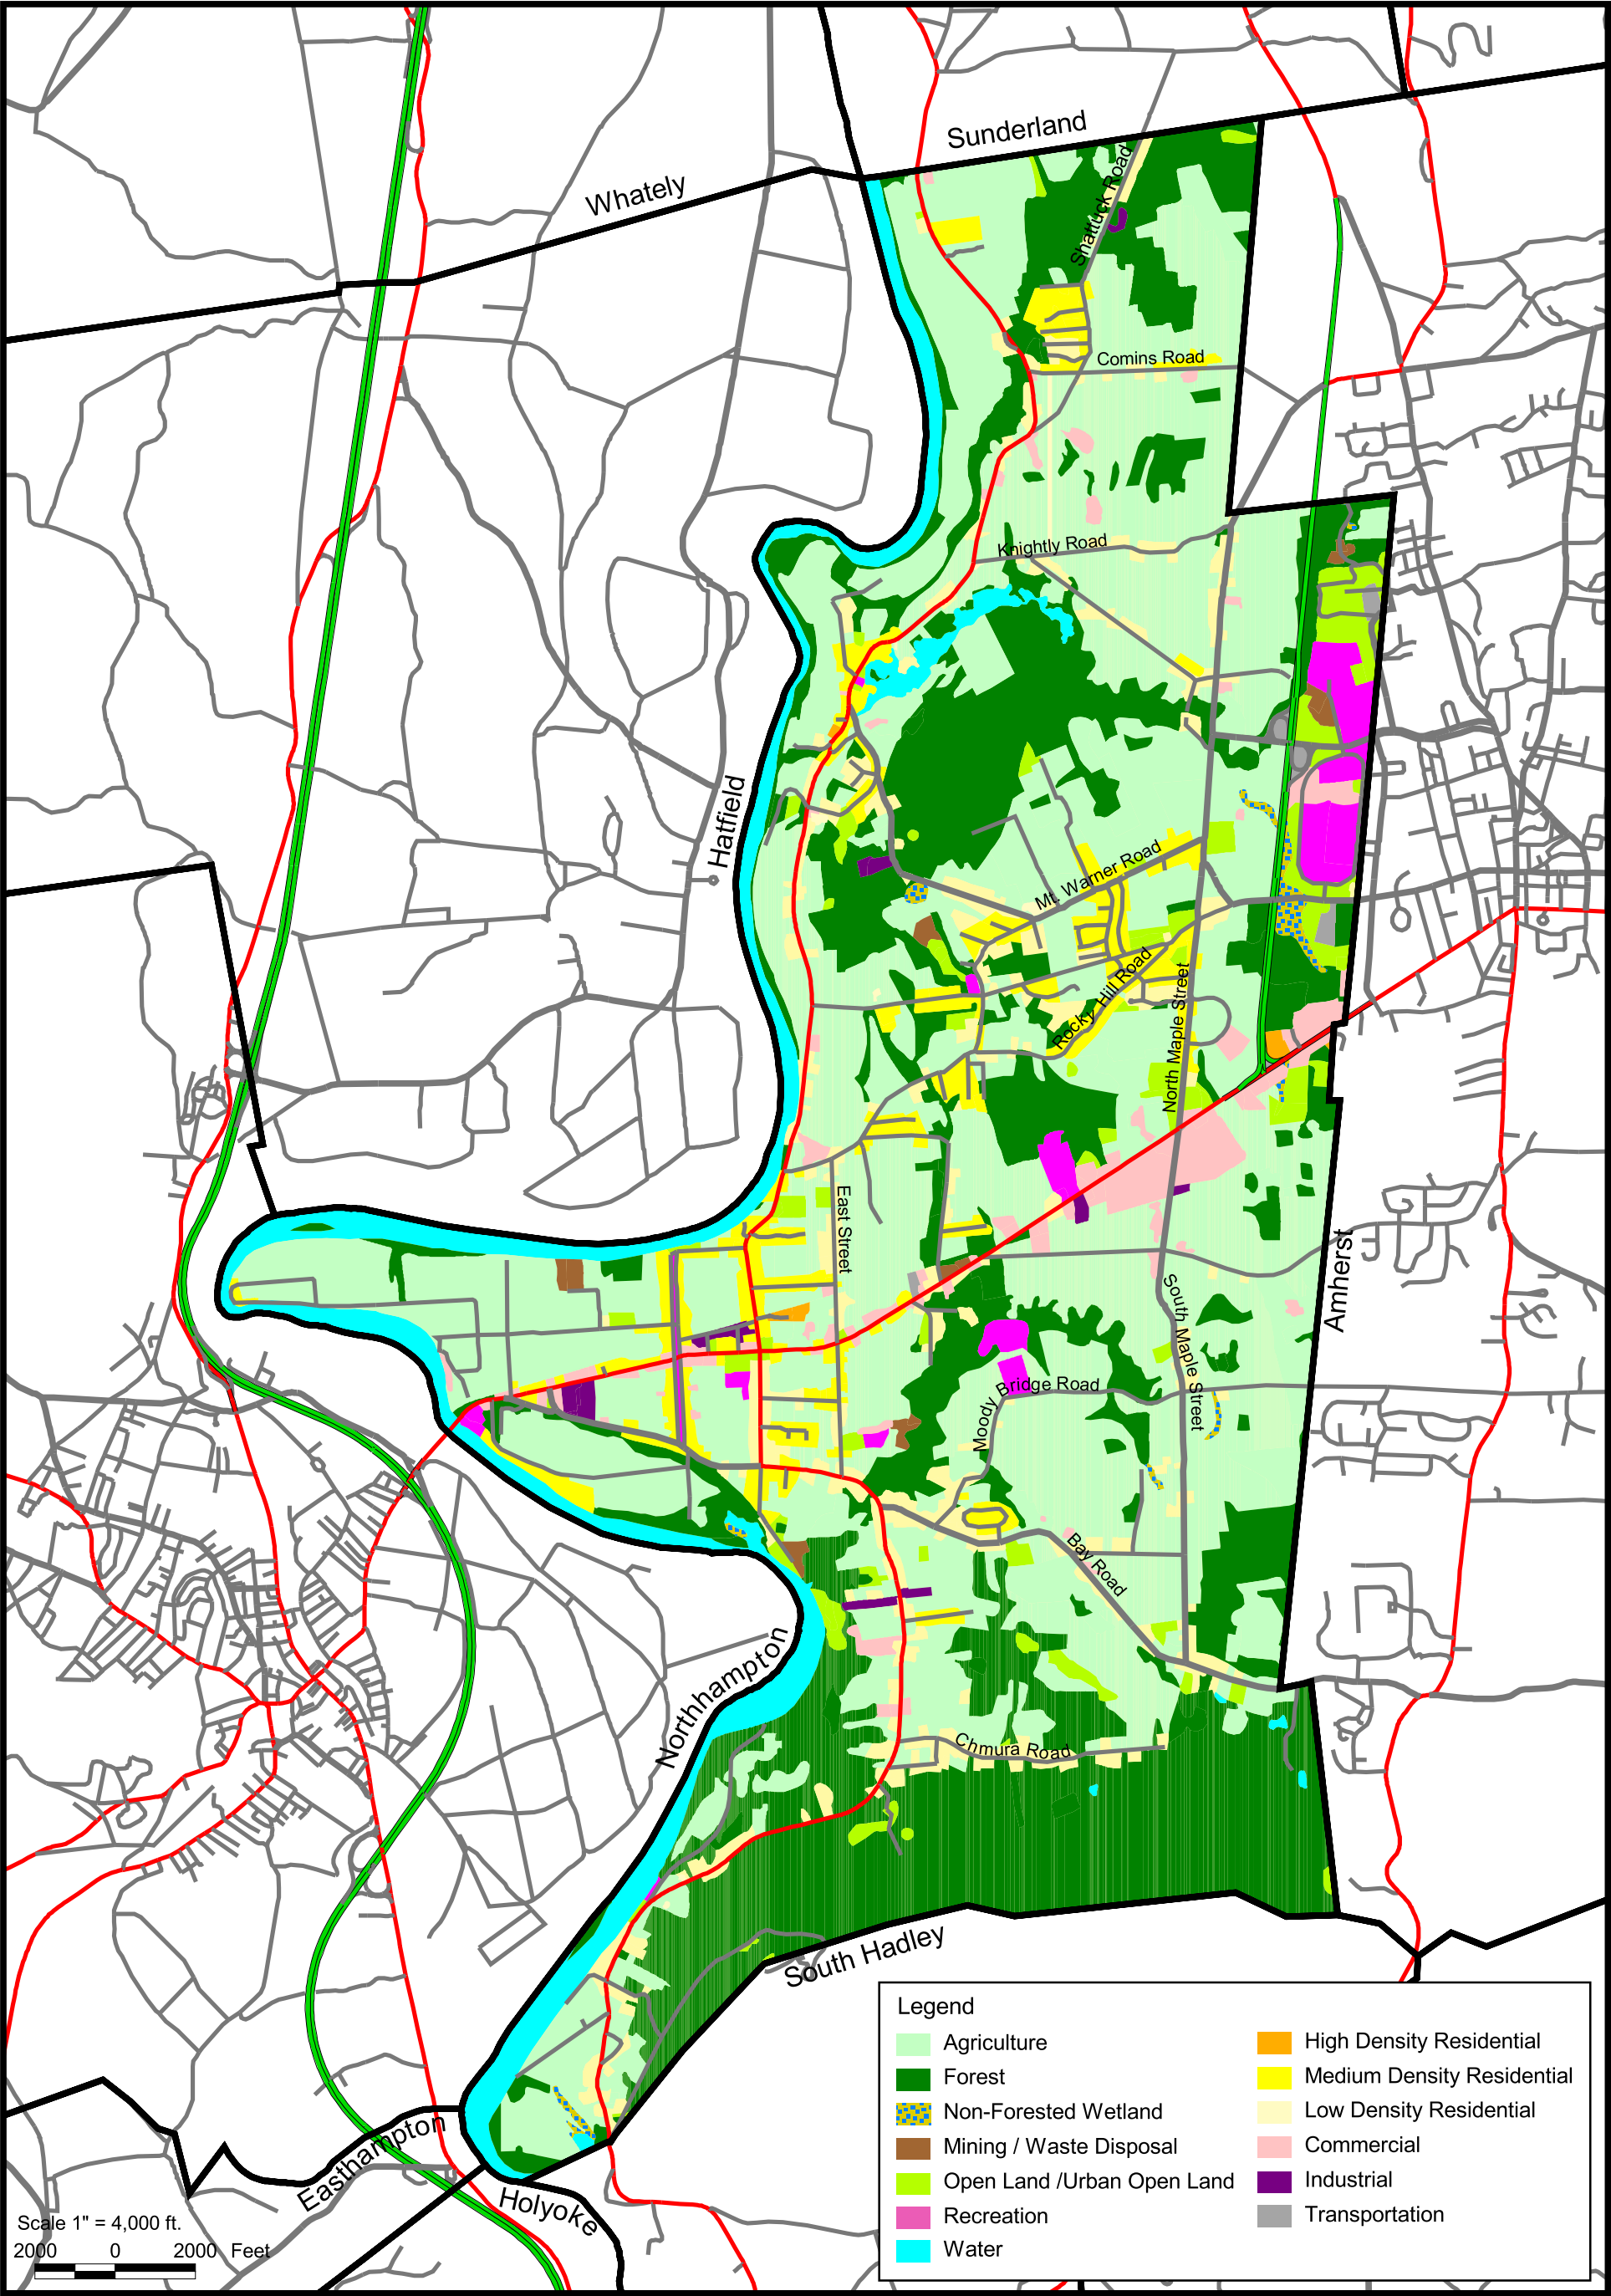 Sunderland
Whately
Shattuck Road
Comins Road
Knightly Road
Hatfield
Mt. Warner Road
Rocky Hill Road
North Maple Street
East Street
Amherst
South Maple Street
Moody Bridge Road
Bay Road
Northampton
Chmura Road
South Hadley
Easthampton
Holyoke
Scale 1" = 4,000 ft.
2000 0 2000 Feet
Legend
Agriculture
Forest
Non-Forested Wetland
Mining / Waste Disposal
Open Land /Urban Open Land
Recreation
Water
High Density Residential
Medium Density Residential
Low Density Residential
Commercial
Industrial
Transportation